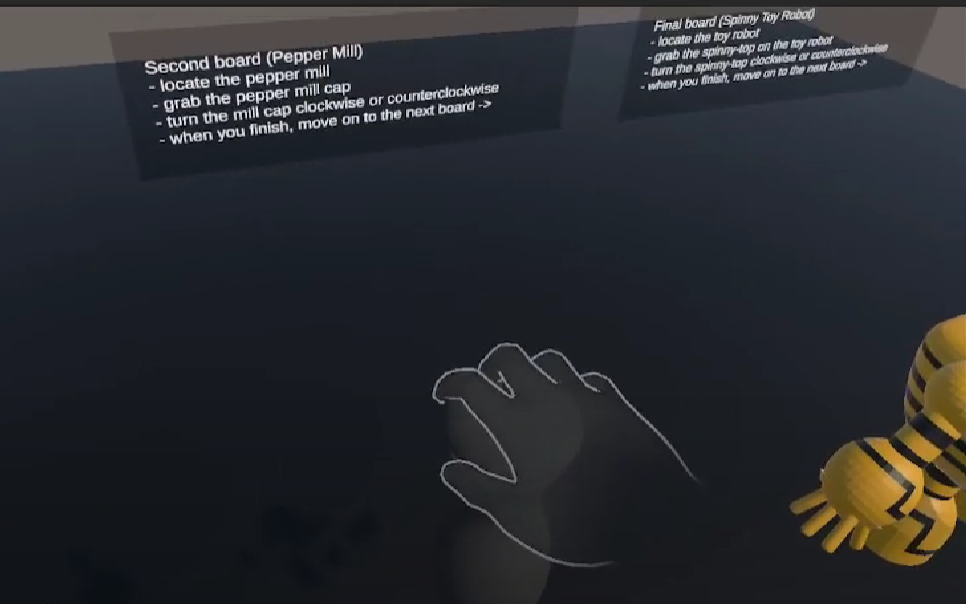 Second board (Pepper Mill)
- locate the pepper mill
- grab the pepper mill cap
- turn the mill cap clockwise or counterclockwise
- when you finish, move on to the next board ->
Final board (Spinny Toy Robot)
- locate the toy robot
- grab the spinny-top on the toy robot
- turn the spinny-top clockwise or counterclockwise
- when you finish, move on to the next board ->